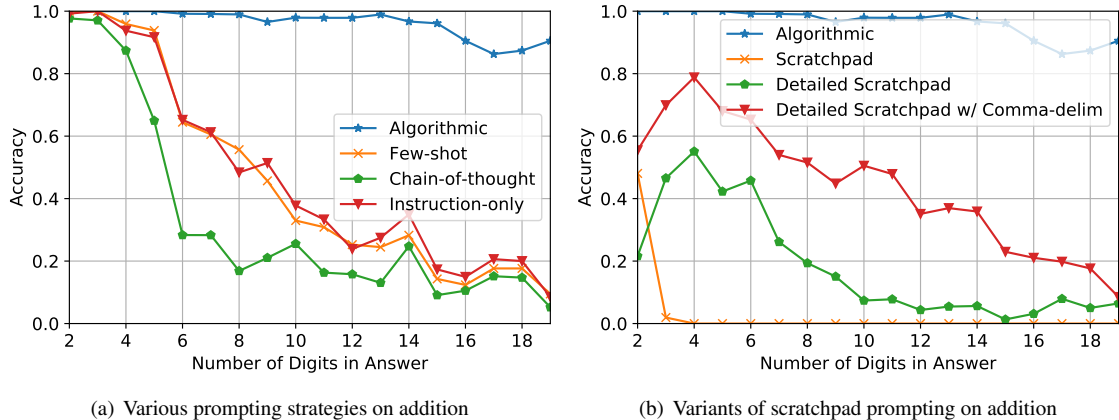 1.0
0.8
0.6
0.4
0.2
0.0
Accuracy
2 4 6 8 10 12 14 16 18
Number of Digits in Answer
Algorithmic
Few-shot
Chain-of-thought
Instruction-only
(a) Various prompting strategies on addition
1.0
0.8
0.6
0.4
0.2
0.0
Accuracy
2 4 6 8 10 12 14 16 18
Number of Digits in Answer
Algorithmic
Scratchpad
Detailed Scratchpad
Detailed Scratchpad w/ Comma-delim
(b) Variants of scratchpad prompting on addition